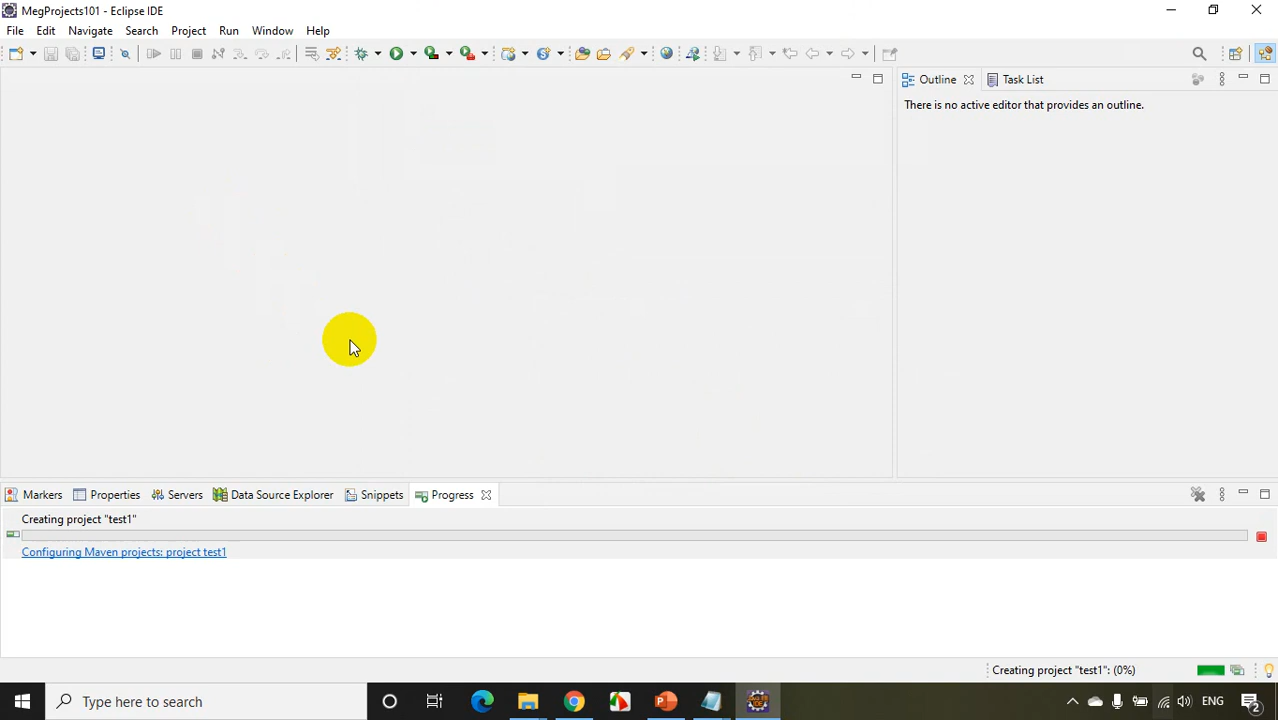 MegProjects101 - Eclipse IDE
File Edit Navigate Search Project Run Window Help
Outline Task List
There is no active editor that provides an outline.
Markers Properties Servers Data Source Explorer Snippets Progress
Creating project "test1"
Configuring Maven projects: project test1
Creating project "test1": (0%)
Type here to search
ENG
2